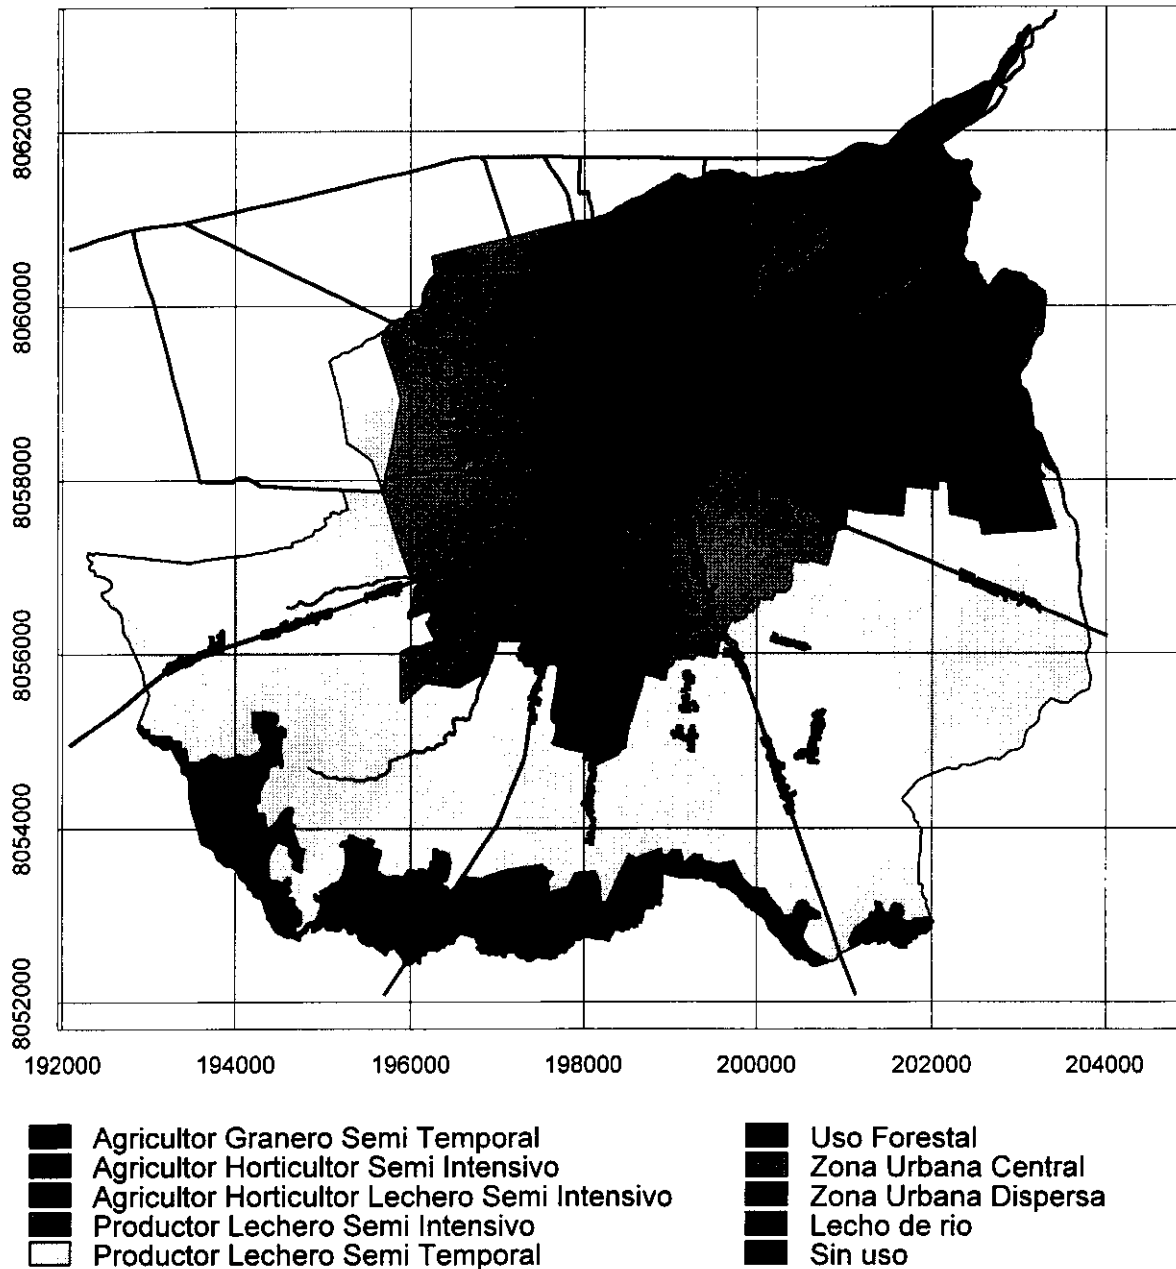 8062000
8060000
8058000
8056000
8054000
8052000
192000 194000 196000 198000 200000 202000 204000
Agricultor Granero Semi Temporal
Agricultor Horticultor Semi Intensivo
Agricultor Horticultor Lechero Semi Intensivo
Productor Lechero Semi Intensivo
Productor Lechero Semi Temporal
Uso Forestal
Zona Urbana Central
Zona Urbana Dispersa
Lecho de rio
Sin uso